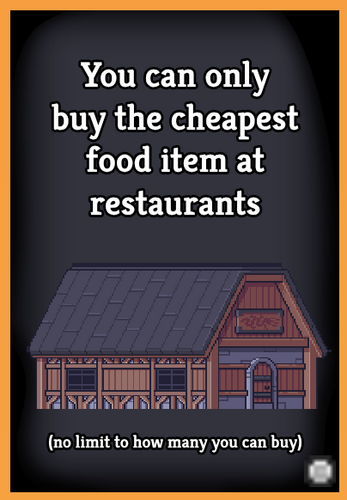 You can only
buy the cheapest
food item at
restaurants
(no limit to how many you can buy)